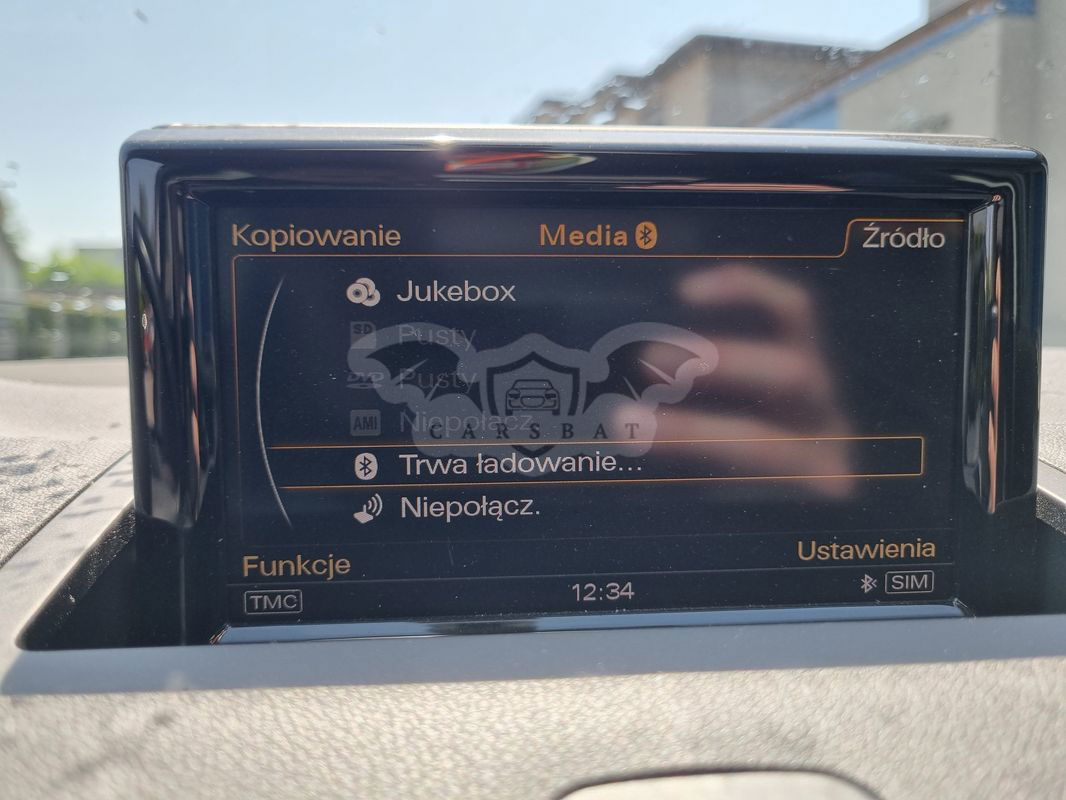 Kopiowanie
Media
Źródło
Jukebox
SD Pusty
DVD Pusty
AMI Niepołącz.
CARSBAT
Trwa ładowanie...
Niepołącz.
Funkcje
Ustawienia
TMC
12:34
SIM